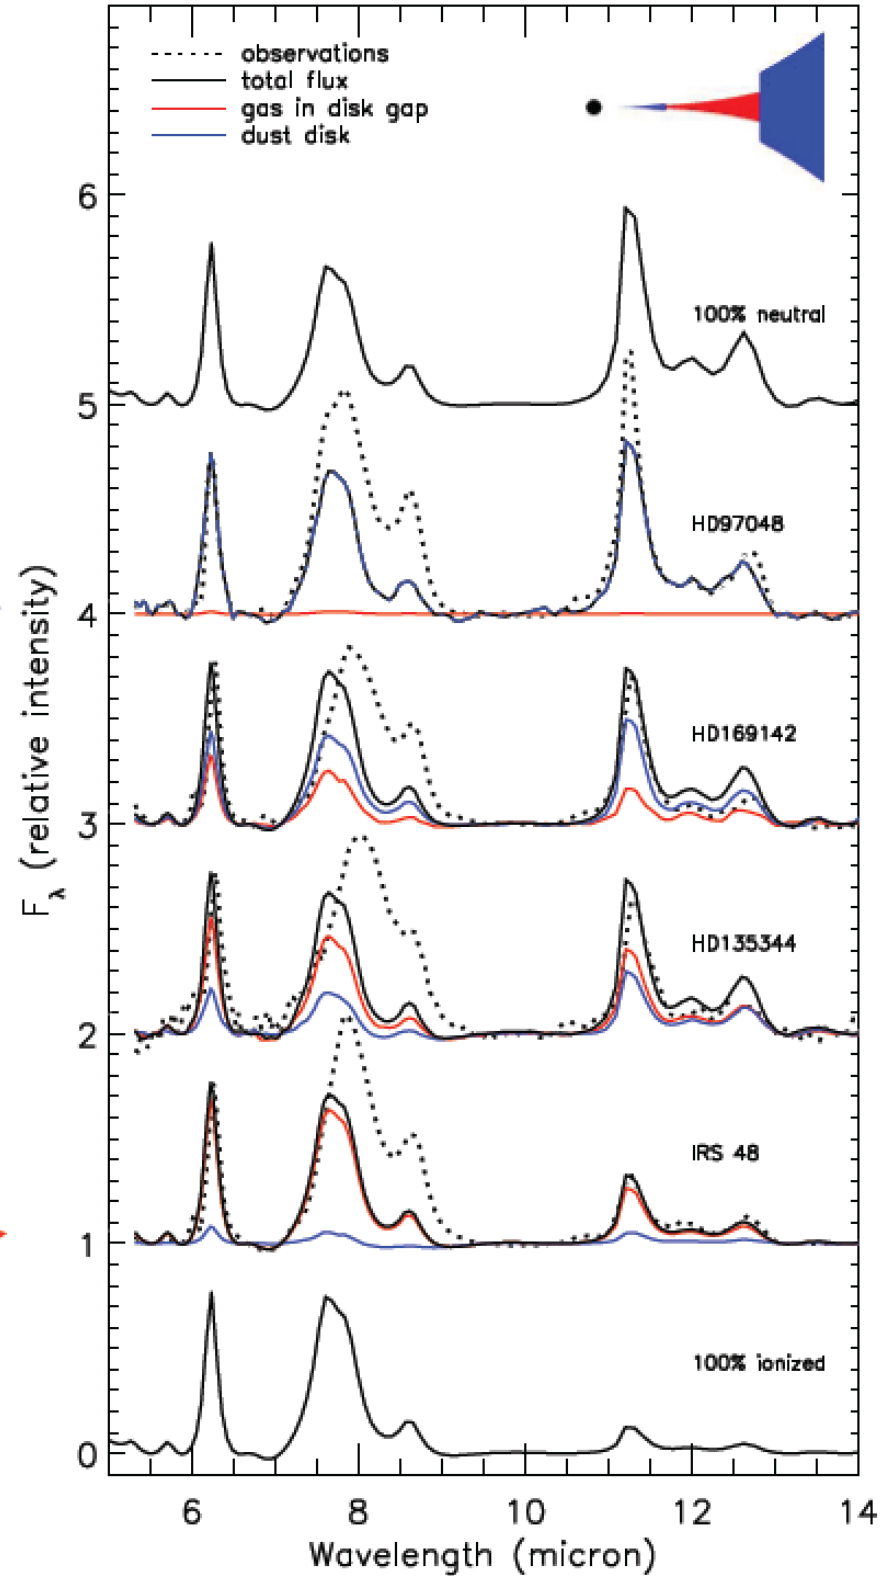 observations
total flux
gas in disk gap
dust disk
6
100% neutral
5
HD97048
4
HD169142
3
HD135344
2
IRS 48
1
100% ionized
0
F_λ (relative intensity)
6 8 10 12 14
Wavelength (micron)